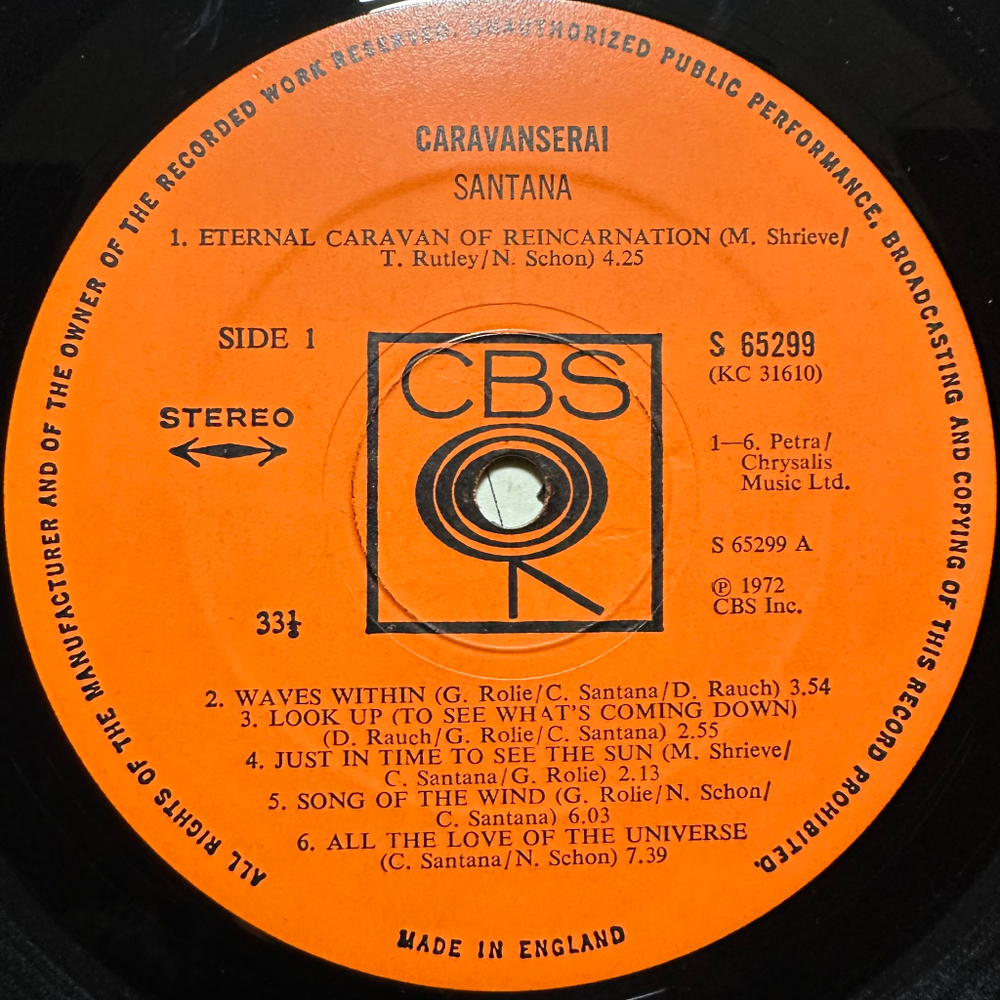 ALL RIGHTS OF THE MANUFACTURER AND OF THE OWNER OF THE RECORDED WORK RESERVED. UNAUTHORIZED PUBLIC PERFORMANCE, BROADCASTING AND COPYING OF THIS RECORD PROHIBITED.
CARAVANSERAI
SANTANA
1. ETERNAL CARAVAN OF REINCARNATION (M. Shrieve/
T. Rutley/N. Schon) 4.25
SIDE 1
STEREO
33⅓
CBS
S 65299
(KC 31610)
1—6. Petra/
Chrysalis
Music Ltd.
S 65299 A
℗ 1972
CBS Inc.
2. WAVES WITHIN (G. Rolie/C. Santana/D. Rauch) 3.54
3. LOOK UP (TO SEE WHAT'S COMING DOWN)
(D. Rauch/G. Rolie/C. Santana) 2.55
4. JUST IN TIME TO SEE THE SUN (M. Shrieve/
C. Santana/G. Rolie) 2.13
5. SONG OF THE WIND (G. Rolie/N. Schon/
C. Santana) 6.03
6. ALL THE LOVE OF THE UNIVERSE
(C. Santana/N. Schon) 7.39
MADE IN ENGLAND